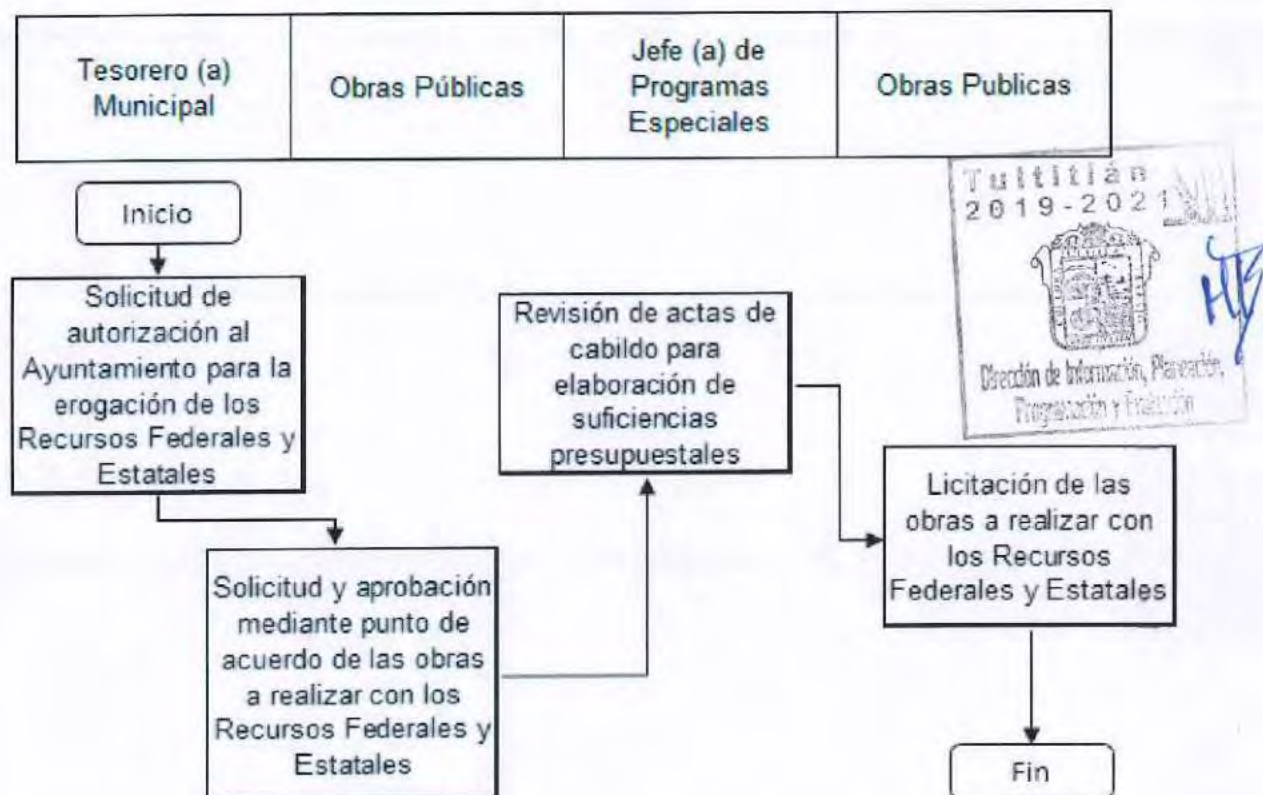 Tesorero (a)
Municipal
Obras Públicas
Jefe (a) de
Programas
Especiales
Obras Publicas
Tultitlán
2019-2021
Dirección de Información, Planeación,
Programación y Evaluación
Inicio
Solicitud de
autorización al
Ayuntamiento para la
erogación de los
Recursos Federales y
Estatales
Solicitud y aprobación
mediante punto de
acuerdo de las obras
a realizar con los
Recursos Federales y
Estatales
Revisión de actas de
cabildo para
elaboración de
suficiencias
presupuestales
Licitación de las
obras a realizar con
los Recursos
Federales y Estatales
Fin